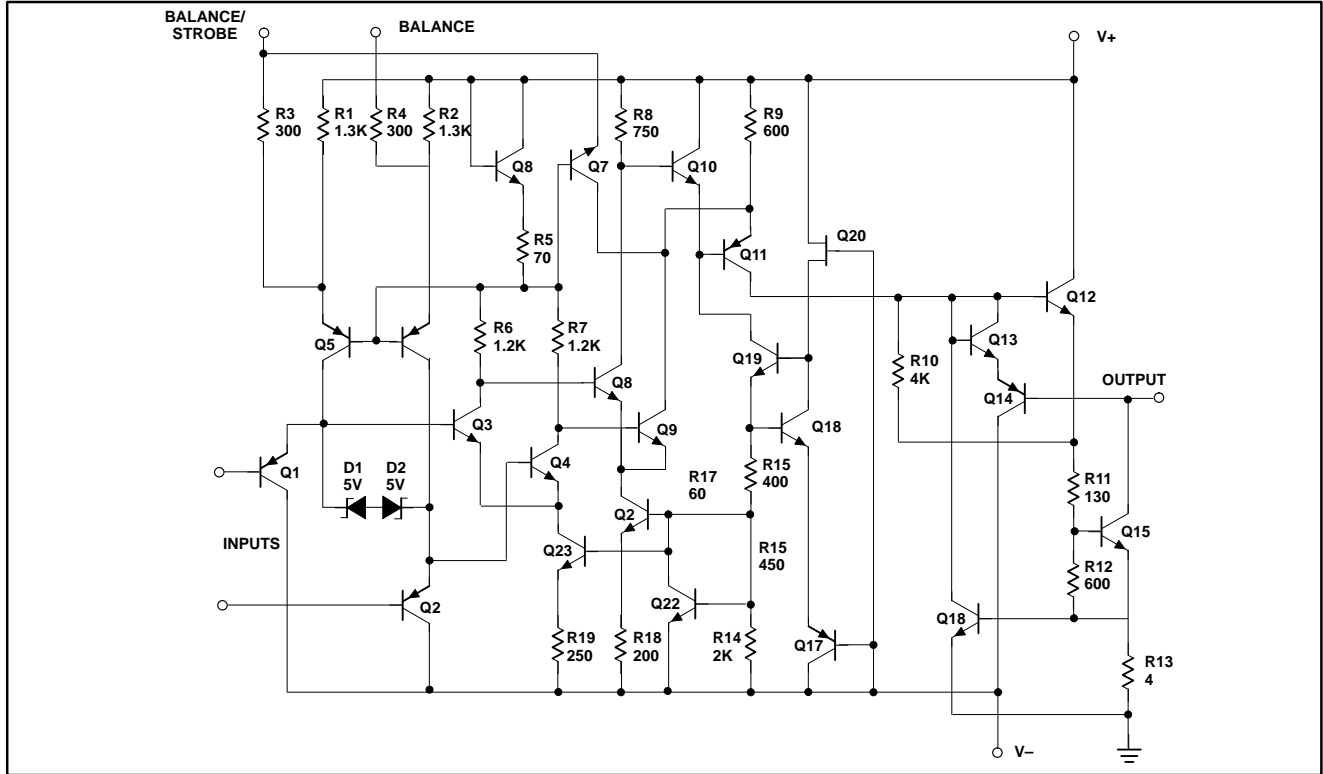 BALANCE/
STROBE
BALANCE
V+
R3
300
R1
1.3K
R4
300
R2
1.3K
R8
750
R9
600
Q8
Q7
Q10
R5
70
Q11
Q20
Q12
Q5
R6
1.2K
R7
1.2K
Q19
R10
4K
Q13
Q14
OUTPUT
Q3
Q8
Q9
Q18
Q1
D1
5V
D2
5V
Q4
R17
60
R15
400
R11
130
Q2
Q15
INPUTS
Q23
R15
450
R12
600
Q2
Q22
Q18
R19
250
R18
200
R14
2K
Q17
R13
4
V–